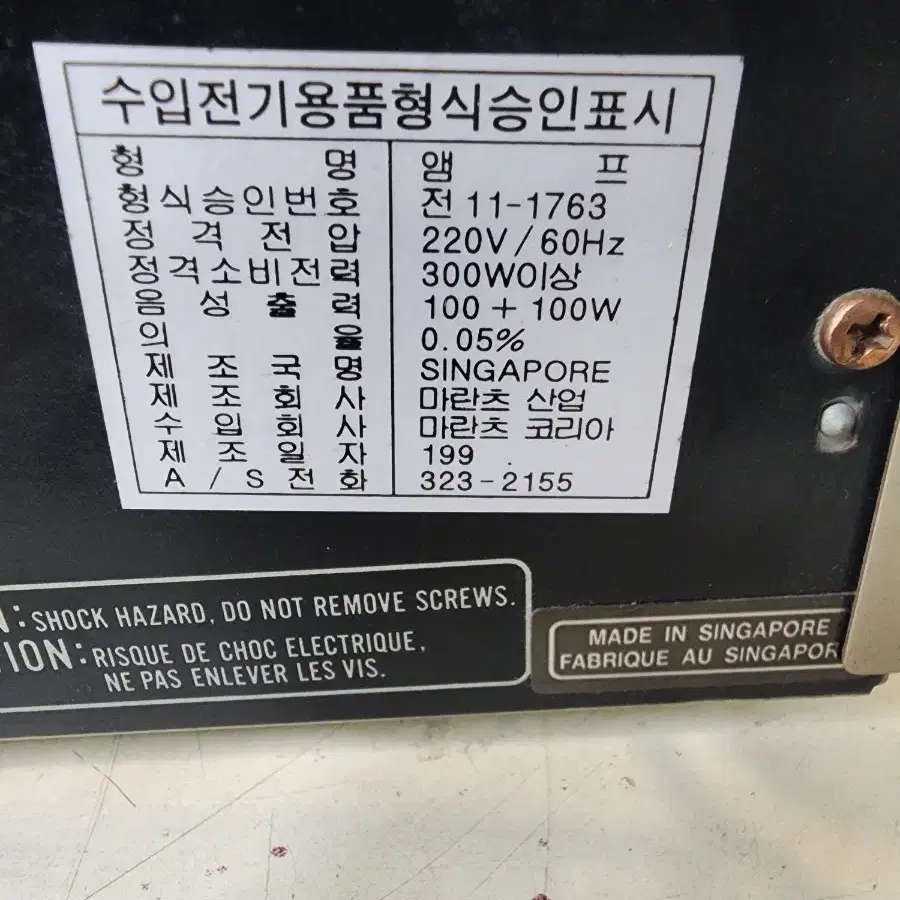 수입전기용품형식승인표시
형 명 앰 프
형식승인번호 전 11-1763
정 격 전 압 220V/60Hz
정격소비전력 300W이상
음 성 출 력 100 + 100W
의 율 0.05%
제 조 국 명 SINGAPORE
제 조 회 사 마란츠 산업
수 입 회 사 마란츠 코리아
제 조 일 자 199 .
A / S 전 화 323-2155
N: SHOCK HAZARD, DO NOT REMOVE SCREWS.
TION: RISQUE DE CHOC ELECTRIQUE,
NE PAS ENLEVER LES VIS.
MADE IN SINGAPORE
FABRIQUE AU SINGAPOR